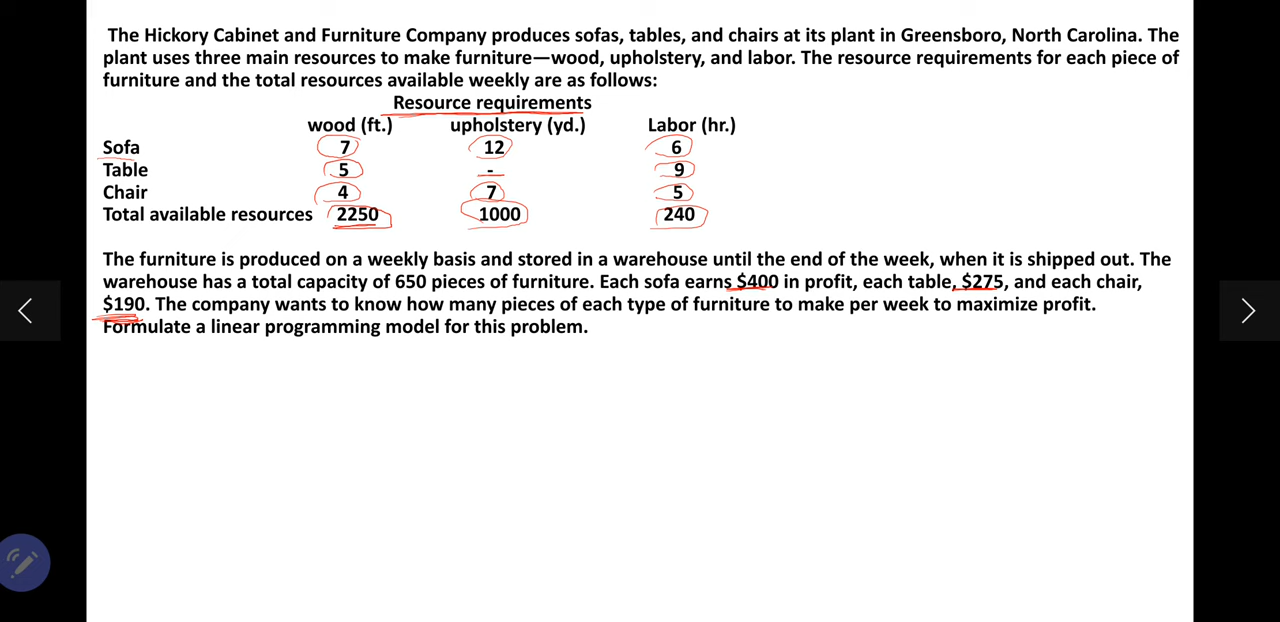 The Hickory Cabinet and Furniture Company produces sofas, tables, and chairs at its plant in Greensboro, North Carolina. The
plant uses three main resources to make furniture—wood, upholstery, and labor. The resource requirements for each piece of
furniture and the total resources available weekly are as follows:
Resource requirements
wood (ft.) upholstery (yd.) Labor (hr.)
Sofa 7 12 6
Table 5 - 9
Chair 4 7 5
Total available resources 2250 1000 240
The furniture is produced on a weekly basis and stored in a warehouse until the end of the week, when it is shipped out. The
warehouse has a total capacity of 650 pieces of furniture. Each sofa earns $400 in profit, each table, $275, and each chair,
$190. The company wants to know how many pieces of each type of furniture to make per week to maximize profit.
Formulate a linear programming model for this problem.